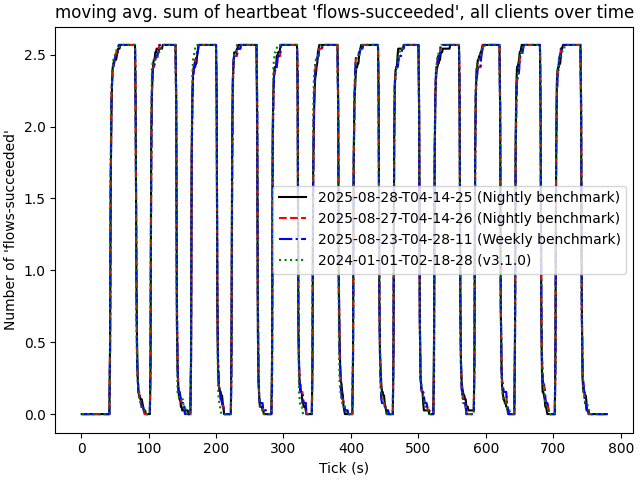 moving avg. sum of heartbeat 'flows-succeeded', all clients over time
Number of 'flows-succeeded'
2.5
2.0
1.5
1.0
0.5
0.0
2025-08-28-T04-14-25 (Nightly benchmark)
2025-08-27-T04-14-26 (Nightly benchmark)
2025-08-23-T04-28-11 (Weekly benchmark)
2024-01-01-T02-18-28 (v3.1.0)
0 100 200 300 400 500 600 700 800
Tick (s)